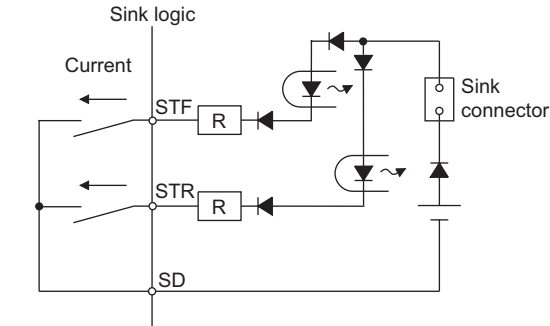 Sink logic
Current
STF
R
Sink
connector
STR
R
SD